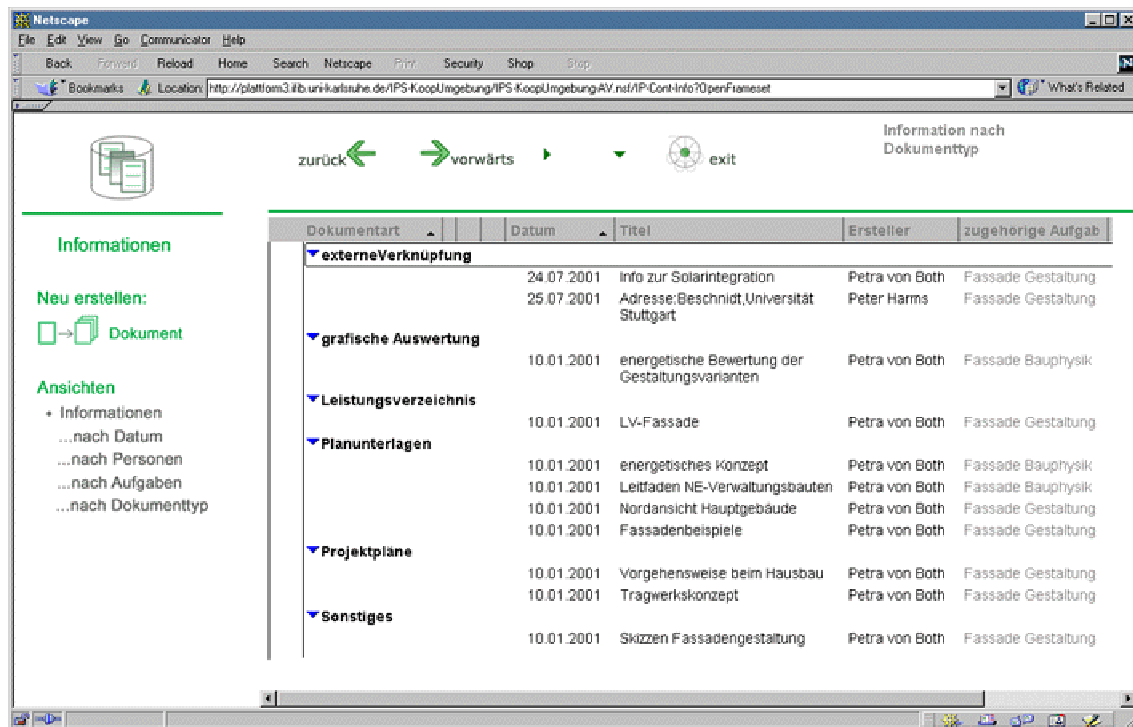 Netscape
File Edit View Go Communicator Help
Back Forward Reload Home Search Netscape Print Security Shop Stop
Bookmarks Location: http://plattform3.ifib.uni-karlsruhe.de/IPS-KoopUmgebung/IPS-KoopUmgebung-AV.nsf/IP-Cont-Info?OpenFrameset What's Related
zurück vorwärts exit
Information nach
Dokumenttyp
Informationen
Neu erstellen:
Dokument
Ansichten
Informationen
...nach Datum
...nach Personen
...nach Aufgaben
...nach Dokumenttyp
Dokumentart Datum Titel Ersteller zugehörige Aufgab
externeVerknüpfung
24.07.2001 Info zur Solarintegration Petra von Both Fassade Gestaltung
25.07.2001 Adresse:Beschnidt,Universität Peter Harms Fassade Gestaltung
Stuttgart
grafische Auswertung
10.01.2001 energetische Bewertung der Petra von Both Fassade Bauphysik
Gestaltungsvarianten
Leistungsverzeichnis
10.01.2001 LV-Fassade Petra von Both Fassade Gestaltung
Planunterlagen
10.01.2001 energetisches Konzept Petra von Both Fassade Bauphysik
10.01.2001 Leitfaden NE-Verwaltungsbauten Petra von Both Fassade Bauphysik
10.01.2001 Nordansicht Hauptgebäude Petra von Both Fassade Gestaltung
10.01.2001 Fassadenbeispiele Petra von Both Fassade Gestaltung
Projektpläne
10.01.2001 Vorgehensweise beim Hausbau Petra von Both Fassade Gestaltung
10.01.2001 Tragwerkskonzept Petra von Both Fassade Gestaltung
Sonstiges
10.01.2001 Skizzen Fassadengestaltung Petra von Both Fassade Gestaltung